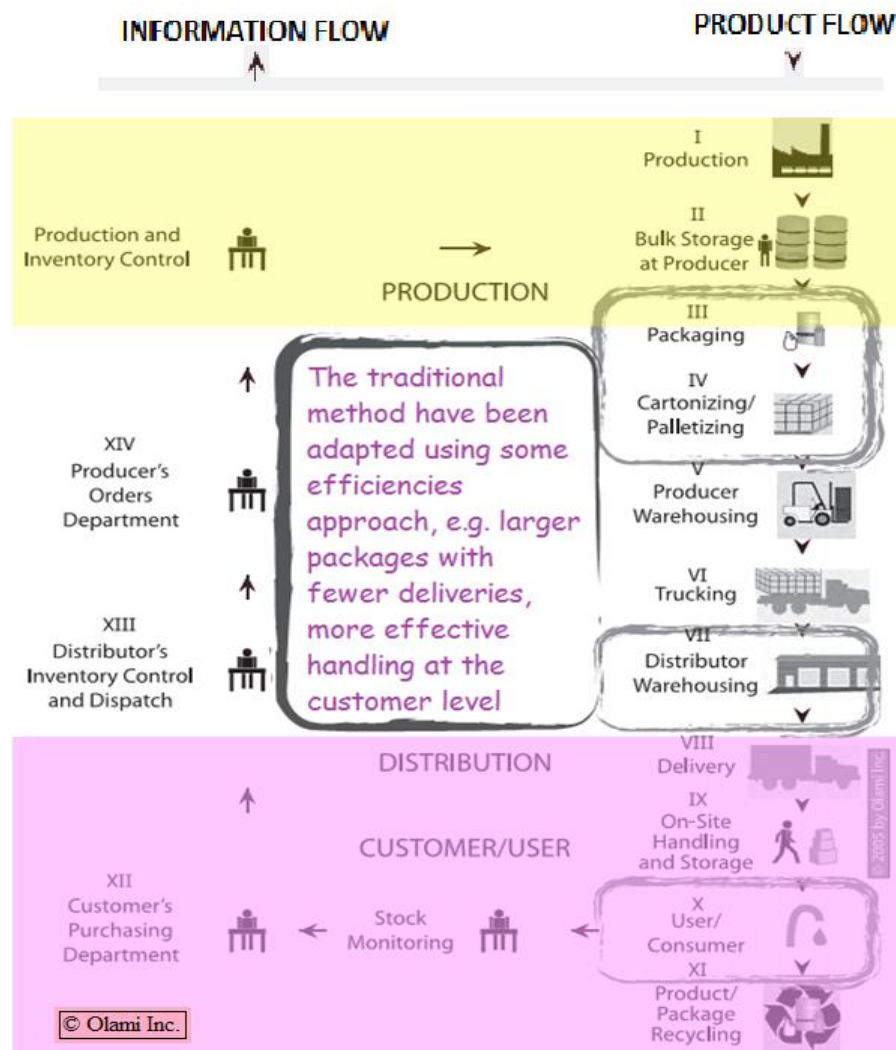 INFORMATION FLOW
PRODUCT FLOW
I
Production
II
Bulk Storage
at Producer
Production and
Inventory Control
PRODUCTION
III
Packaging
IV
Cartonizing/
Palletizing
V
Producer
Warehousing
VI
Trucking
VII
Distributor
Warehousing
The traditional
method have been
adapted using some
efficiencies
approach, e.g. larger
packages with
fewer deliveries,
more effective
handling at the
customer level
XIV
Producer's
Orders
Department
XIII
Distributor's
Inventory Control
and Dispatch
DISTRIBUTION
VIII
Delivery
IX
On-Site
Handling
and Storage
© 2005 by Olami Inc.
CUSTOMER/USER
X
User/
Consumer
Stock
Monitoring
XII
Customer's
Purchasing
Department
XI
Product/
Package
Recycling
© Olami Inc.